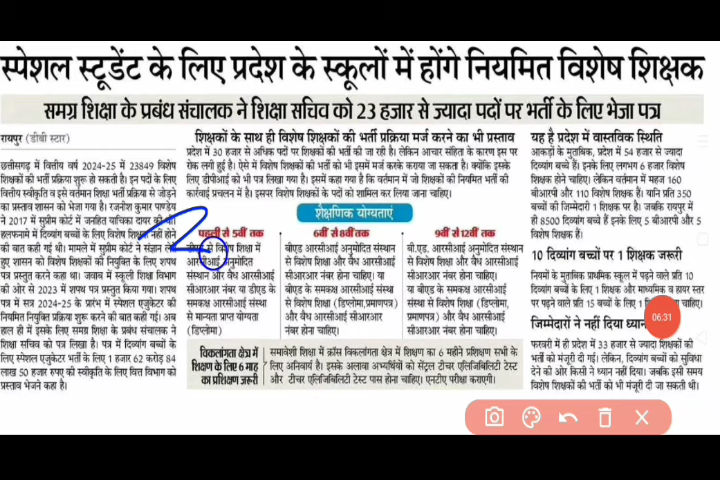 स्पेशल स्टूडेंट के लिए प्रदेश के स्कूलों में होंगे नियमित विशेष शिक्षक
समग्र शिक्षा के प्रबंध संचालक ने शिक्षा सचिव को 23 हजार से ज्यादा पदों पर भर्ती के लिए भेजा पत्र
रायपुर (डीबी स्टार)
छत्तीसगढ़ में वित्तीय वर्ष 2024-25 में 23849 विशेष
शिक्षकों की भर्ती प्रक्रिया शुरू हो सकती है। इन पदों के लिए
वित्तीय स्वीकृति व इसे वर्तमान शिक्षा भर्ती प्रक्रिया से जोड़ने
का प्रस्ताव शासन को भेजा गया है। रजनीश कुमार पाण्डेय
ने 2017 में सुप्रीम कोर्ट में जनहित याचिका दायर की थी।
हलफनामे में दिव्यांग बच्चों के लिए विशेष शिक्षक नहीं होने
की बात कही गई थी। मामले में सुप्रीम कोर्ट ने संज्ञान लेते
हुए शासन को विशेष शिक्षकों की नियुक्ति के लिए शपथ
पत्र प्रस्तुत करने कहा था। जवाब में स्कूली शिक्षा विभाग
की ओर से 2023 में शपथ पत्र प्रस्तुत किया गया। शपथ
पत्र में सत्र 2024-25 के प्रारंभ में स्पेशल एजुकेटर की
नियमित नियुक्ति प्रक्रिया शुरू करने की बात कही गई। अब
हाल ही में इसके लिए समग्र शिक्षा के प्रबंध संचालक ने
शिक्षा सचिव को पत्र लिखा है। पत्र में दिव्यांग बच्चों के
लिए स्पेशल एजुकेटर भर्ती के लिए 1 हजार 62 करोड़ 84
लाख 50 हजार रुपए की स्वीकृति के लिए वित्त विभाग को
प्रस्ताव भेजने कहा है।
शिक्षकों के साथ ही विशेष शिक्षकों की भर्ती प्रक्रिया मर्ज करने का भी प्रस्ताव
प्रदेश में 30 हजार से अधिक पदों पर शिक्षकों की भर्ती की जा रही है। लेकिन आचार संहिता के कारण इस पर
रोक लगी हुई है। ऐसे में विशेष शिक्षकों की भर्ती को भी इसमें मर्ज करके कराया जा सकता है। क्योंकि इसके
लिए डीपीआई को भी पत्र लिखा गया है। इसमें कहा गया है कि वर्तमान में जो शिक्षकों की नियमित भर्ती की
कार्रवाई प्रचलन में है। इसपर विशेष शिक्षकों के पदों को शामिल कर लिया जाना चाहिए।
शैक्षणिक योग्यताएं
पहली से 5वीं तक
विशेष शिक्षा में
आरसीआई अनुमोदित
संस्थान और वैध आरसीआई
सीआरआर नंबर या डीएड के
समकक्ष आरसीआई संस्था
से मान्यता प्राप्त योग्यता
(डिप्लोमा)
6वीं से 8वीं तक
बीएड आरसीआई अनुमोदित संस्थान
से विशेष शिक्षा और वैध आरसीआई
सीआरआर नंबर होना चाहिए। या
बीएड के समकक्ष आरसीआई संस्था
से विशेष शिक्षा (डिप्लोमा,प्रमाणपत्र)
और वैध आरसीआई सीआरआर
नंबर होना चाहिए।
9वीं से 12वीं तक
बी.एड. आरसीआई अनुमोदित संस्थान
से विशेष शिक्षा और वैध आरसीआई
सीआरआर नंबर होना चाहिए।
या बीएड के समकक्ष आरसीआई
संस्था से विशेष शिक्षा (डिप्लोमा,
प्रमाणपत्र) और वैध आरसीआई
सीआरआर नंबर होना चाहिए।
विकलांगता क्षेत्र में
शिक्षण के लिए 6 माह
का प्रशिक्षण जरूरी
समावेशी शिक्षा में क्रॉस विकलांगता क्षेत्र में शिक्षण का 6 महीने प्रशिक्षण सभी के
लिए अनिवार्य है। इसके अलावा अभ्यर्थियों को सेंट्रल टीचर एलिजिबिलिटी टेस्ट
और टीचर एलिजिबिलिटी टेस्ट पास होना चाहिए। एनटीए परीक्षा कराएगी।
यह है प्रदेश में वास्तविक स्थिति
आकड़ों के मुताबिक, प्रदेश में 54 हजार से ज्यादा
दिव्यांग बच्चे हैं। इनके लिए लगभग 6 हजार विशेष
शिक्षक होने चाहिए। लेकिन वर्तमान में महज 160
बीआरपी और 110 विशेष शिक्षक हैं। यानि प्रति 350
बच्चों की जिम्मेदारी 1 शिक्षक पर है। जबकि रायपुर में
ही 8500 दिव्यांग बच्चे हैं इनके लिए 5 बीआरपी और 5
विशेष शिक्षक हैं।
10 दिव्यांग बच्चों पर 1 शिक्षक जरूरी
नियमों के मुताबिक प्राथमिक स्कूल में पढ़ने वाले प्रति 10
दिव्यांग बच्चों के लिए 1 शिक्षक और माध्यमिक व हायर स्तर
पर पढ़ने वाले प्रति 15 बच्चों के लिए 1 चाहिए।
जिम्मेदारों ने नहीं दिया ध्यान
फरवरी में ही प्रदेश में 33 हजार से ज्यादा शिक्षकों की
भर्ती को मंजूरी दी गई। लेकिन, दिव्यांग बच्चों को सुविधा
देने की ओर किसी ने ध्यान नहीं दिया। जबकि इसी समय
विशेष शिक्षकों की भर्ती को भी मंजूरी दी जा सकती थी।
06:31